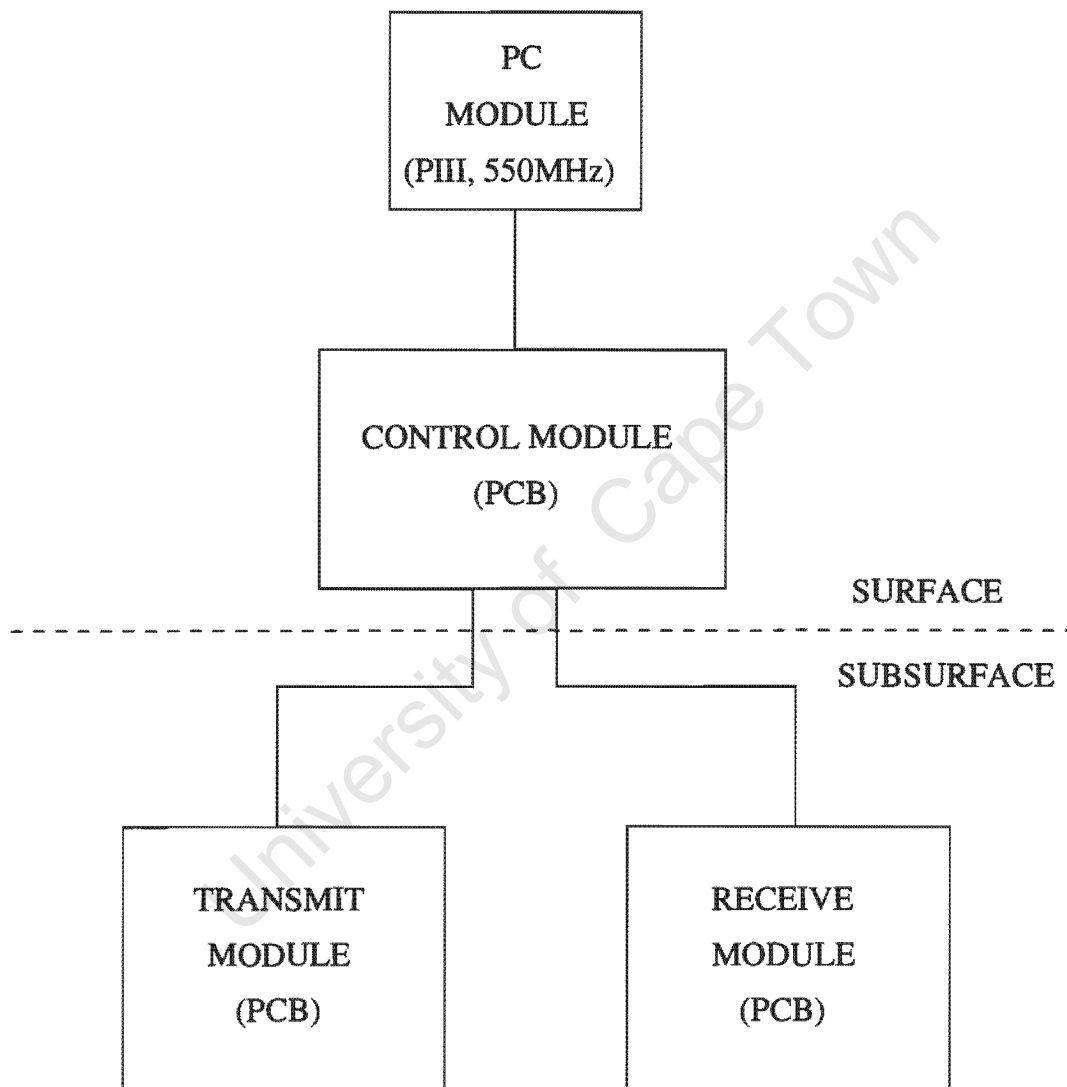 PC
MODULE
(PIII, 550MHz)
CONTROL MODULE
(PCB)
SURFACE
SUBSURFACE
TRANSMIT
MODULE
(PCB)
RECEIVE
MODULE
(PCB)
University of Cape Town